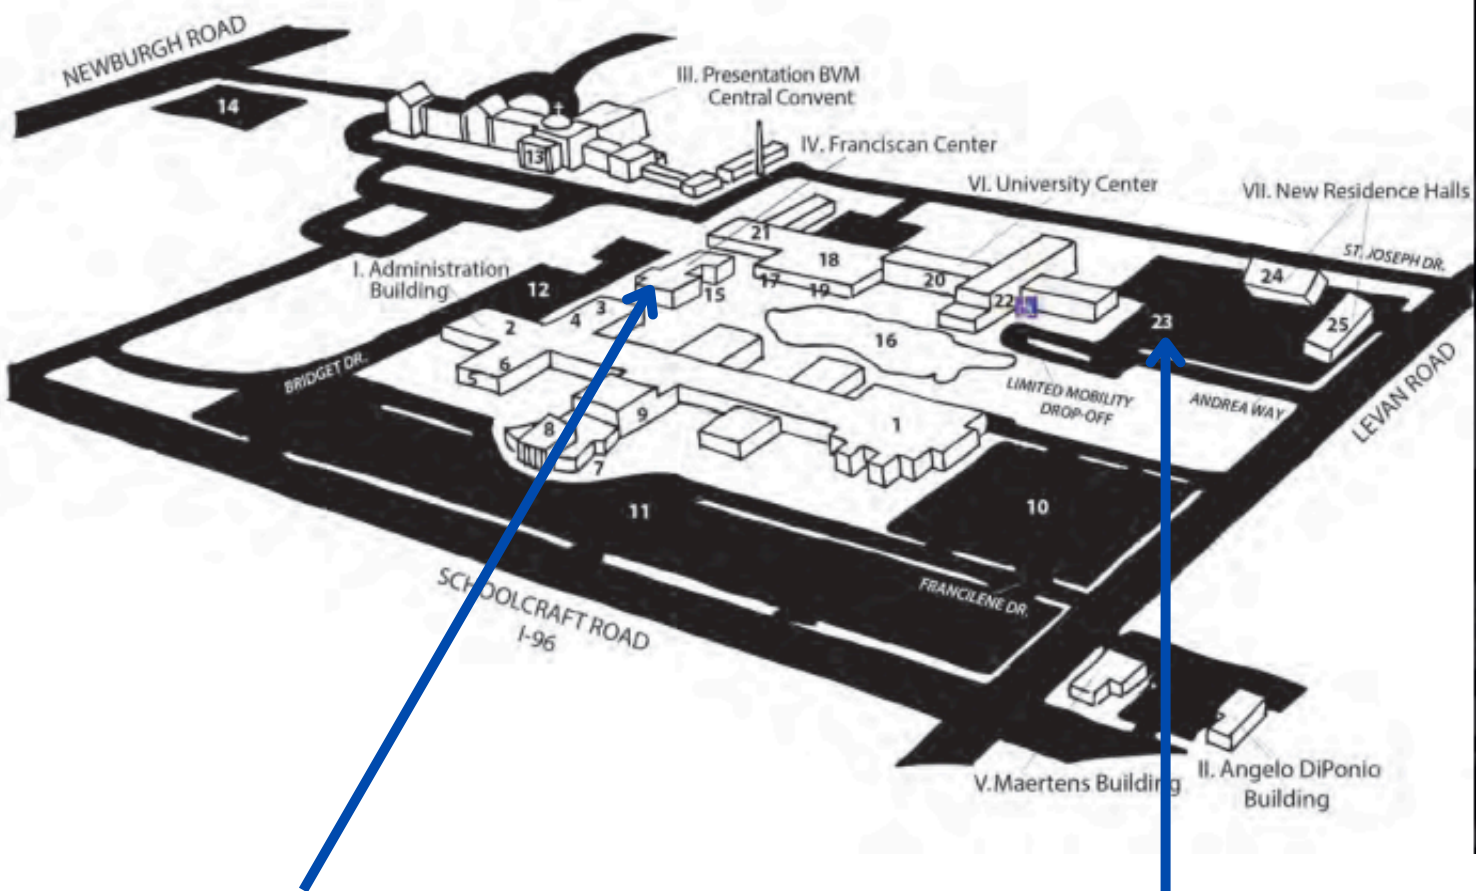 NEWBURGH ROAD
14
III. Presentation BVM
Central Convent
13
IV. Franciscan Center
VI. University Center
VII. New Residence Halls
ST. JOSEPH DR.
21
18
17
19
20
22
24
25
23
I. Administration
Building
12
15
3
4
2
16
6
5
BRIDGET DR.
LIMITED MOBILITY
DROP-OFF
ANDREA WAY
LEVAN ROAD
9
8
7
1
11
10
FRANCILENE DR.
SCHOOLCRAFT ROAD
I-96
V. Maertens Building
II. Angelo DiPonio
Building